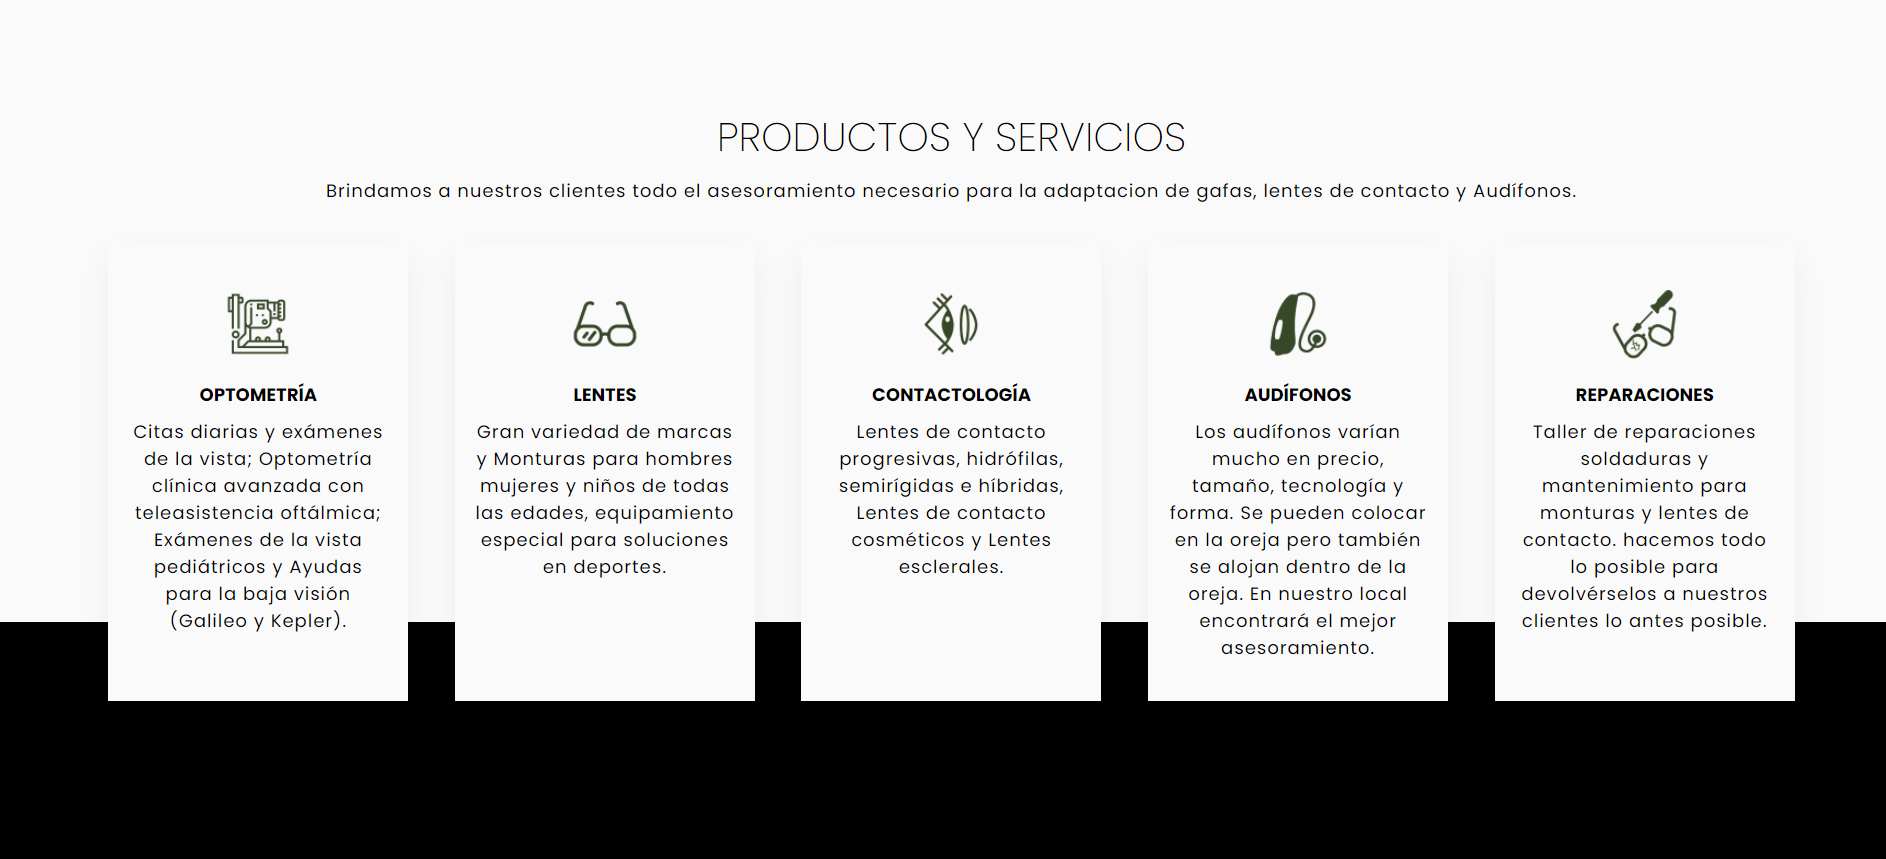 PRODUCTOS Y SERVICIOS
Brindamos a nuestros clientes todo el asesoramiento necesario para la adaptacion de gafas, lentes de contacto y Audífonos.
OPTOMETRÍA
Citas diarias y exámenes
de la vista; Optometría
clínica avanzada con
teleasistencia oftálmica;
Exámenes de la vista
pediátricos y Ayudas
para la baja visión
(Galileo y Kepler).
LENTES
Gran variedad de marcas
y Monturas para hombres
mujeres y niños de todas
las edades, equipamiento
especial para soluciones
en deportes.
CONTACTOLOGÍA
Lentes de contacto
progresivas, hidrófilas,
semirígidas e híbridas,
Lentes de contacto
cosméticos y Lentes
esclerales.
AUDÍFONOS
Los audífonos varían
mucho en precio,
tamaño, tecnología y
forma. Se pueden colocar
en la oreja pero también
se alojan dentro de la
oreja. En nuestro local
encontrará el mejor
asesoramiento.
REPARACIONES
Taller de reparaciones
soldaduras y
mantenimiento para
monturas y lentes de
contacto. hacemos todo
lo posible para
devolvérselos a nuestros
clientes lo antes posible.